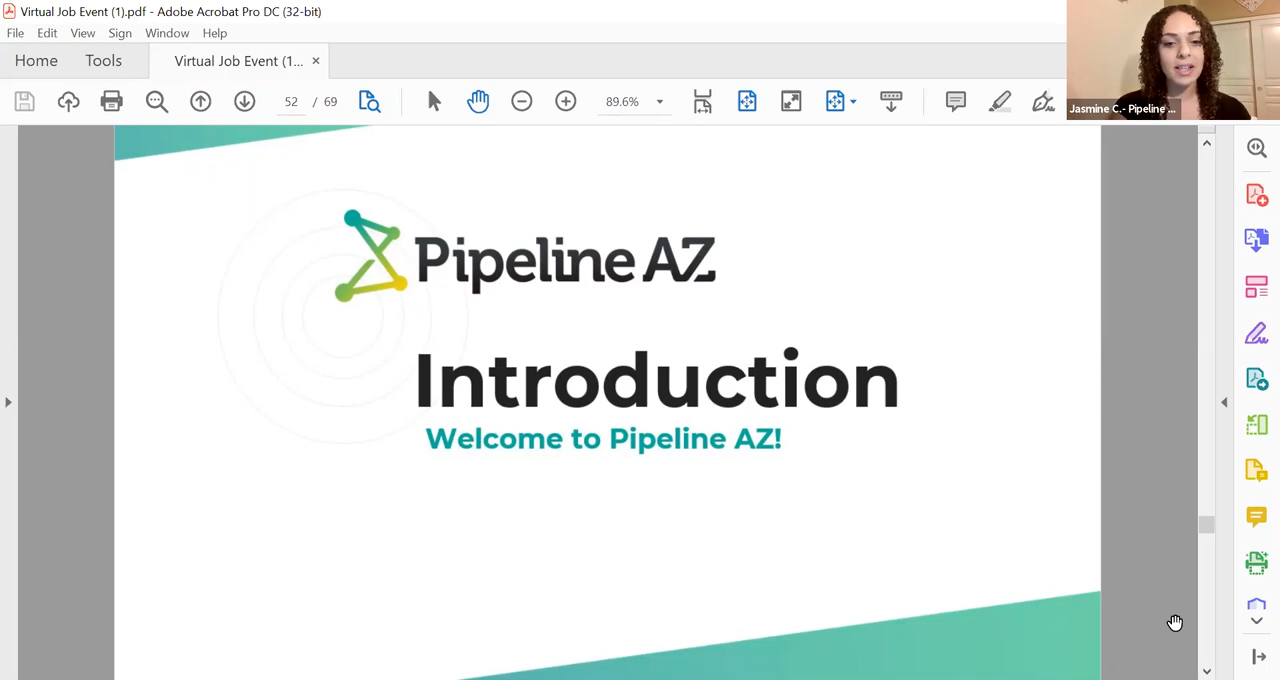 Virtual Job Event (1).pdf - Adobe Acrobat Pro DC (32-bit)
File Edit View Sign Window Help
Home Tools Virtual Job Event (1... ×
52 / 69 89.6%
Jasmine C.- Pipeline ...
Pipeline AZ
Introduction
Welcome to Pipeline AZ!